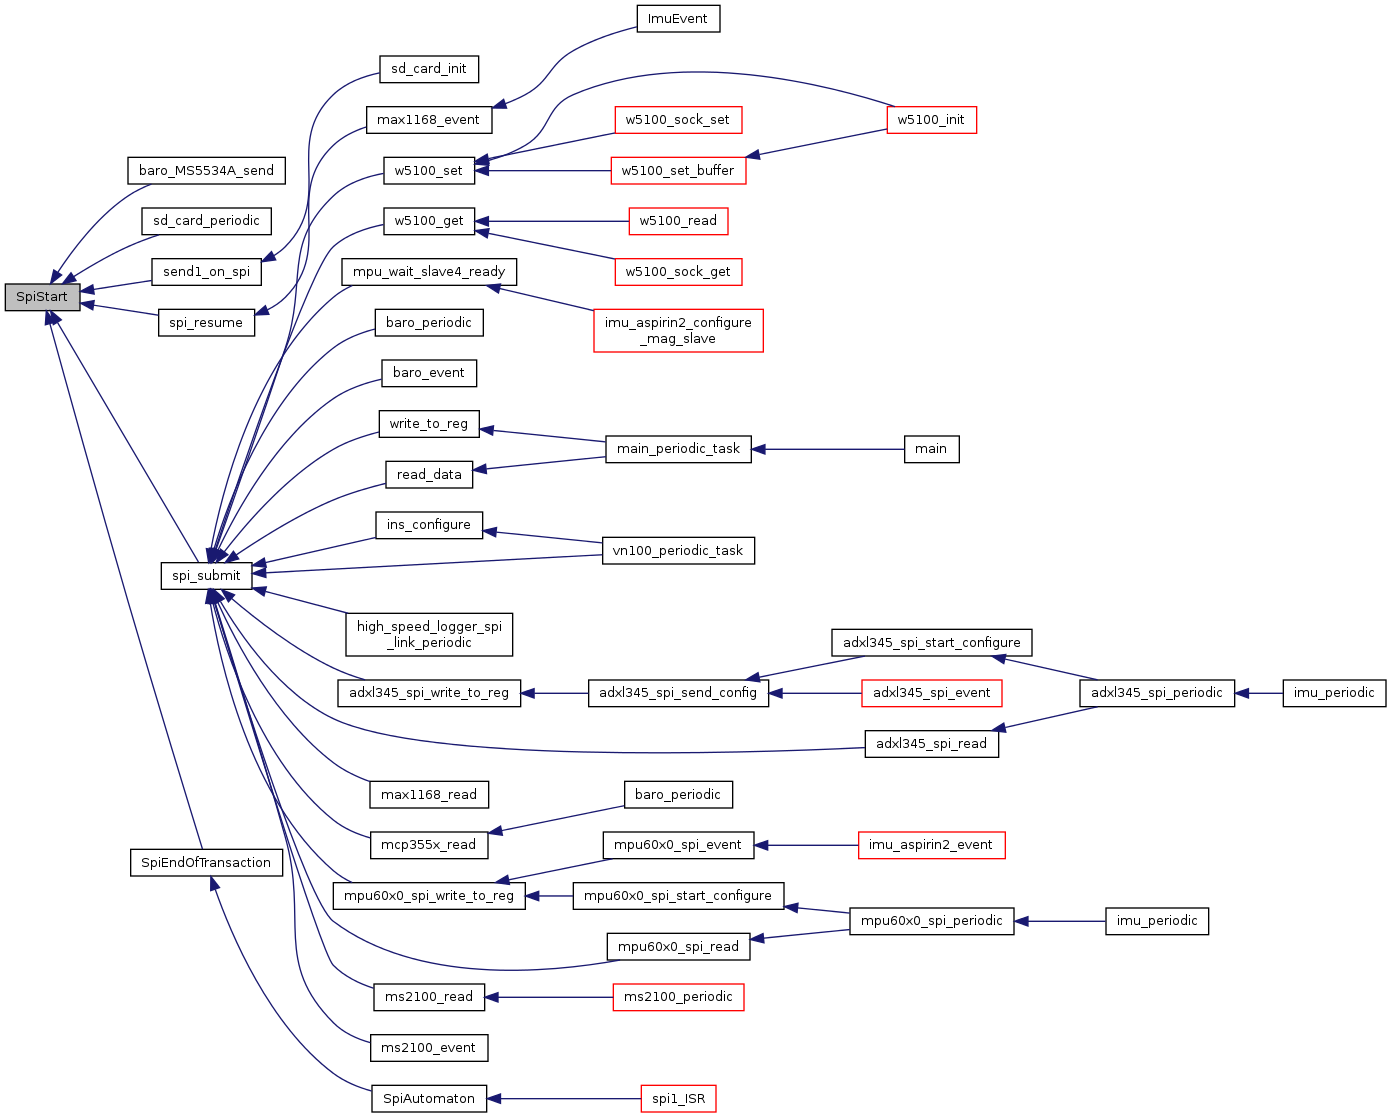 ImuEvent
sd_card_init
max1168_event
w5100_sock_set
w5100_init
baro_MS5534A_send
w5100_set
w5100_set_buffer
sd_card_periodic
w5100_get
w5100_read
send1_on_spi
mpu_wait_slave4_ready
w5100_sock_get
SpiStart
spi_resume
baro_periodic
imu_aspirin2_configure
_mag_slave
baro_event
write_to_reg
main_periodic_task
main
read_data
ins_configure
vn100_periodic_task
spi_submit
high_speed_logger_spi
_link_periodic
adxl345_spi_start_configure
adxl345_spi_write_to_reg
adxl345_spi_send_config
adxl345_spi_event
adxl345_spi_periodic
imu_periodic
adxl345_spi_read
max1168_read
baro_periodic
mcp355x_read
mpu60x0_spi_event
imu_aspirin2_event
SpiEndOfTransaction
mpu60x0_spi_write_to_reg
mpu60x0_spi_start_configure
mpu60x0_spi_periodic
imu_periodic
mpu60x0_spi_read
ms2100_read
ms2100_periodic
ms2100_event
SpiAutomaton
spi1_ISR